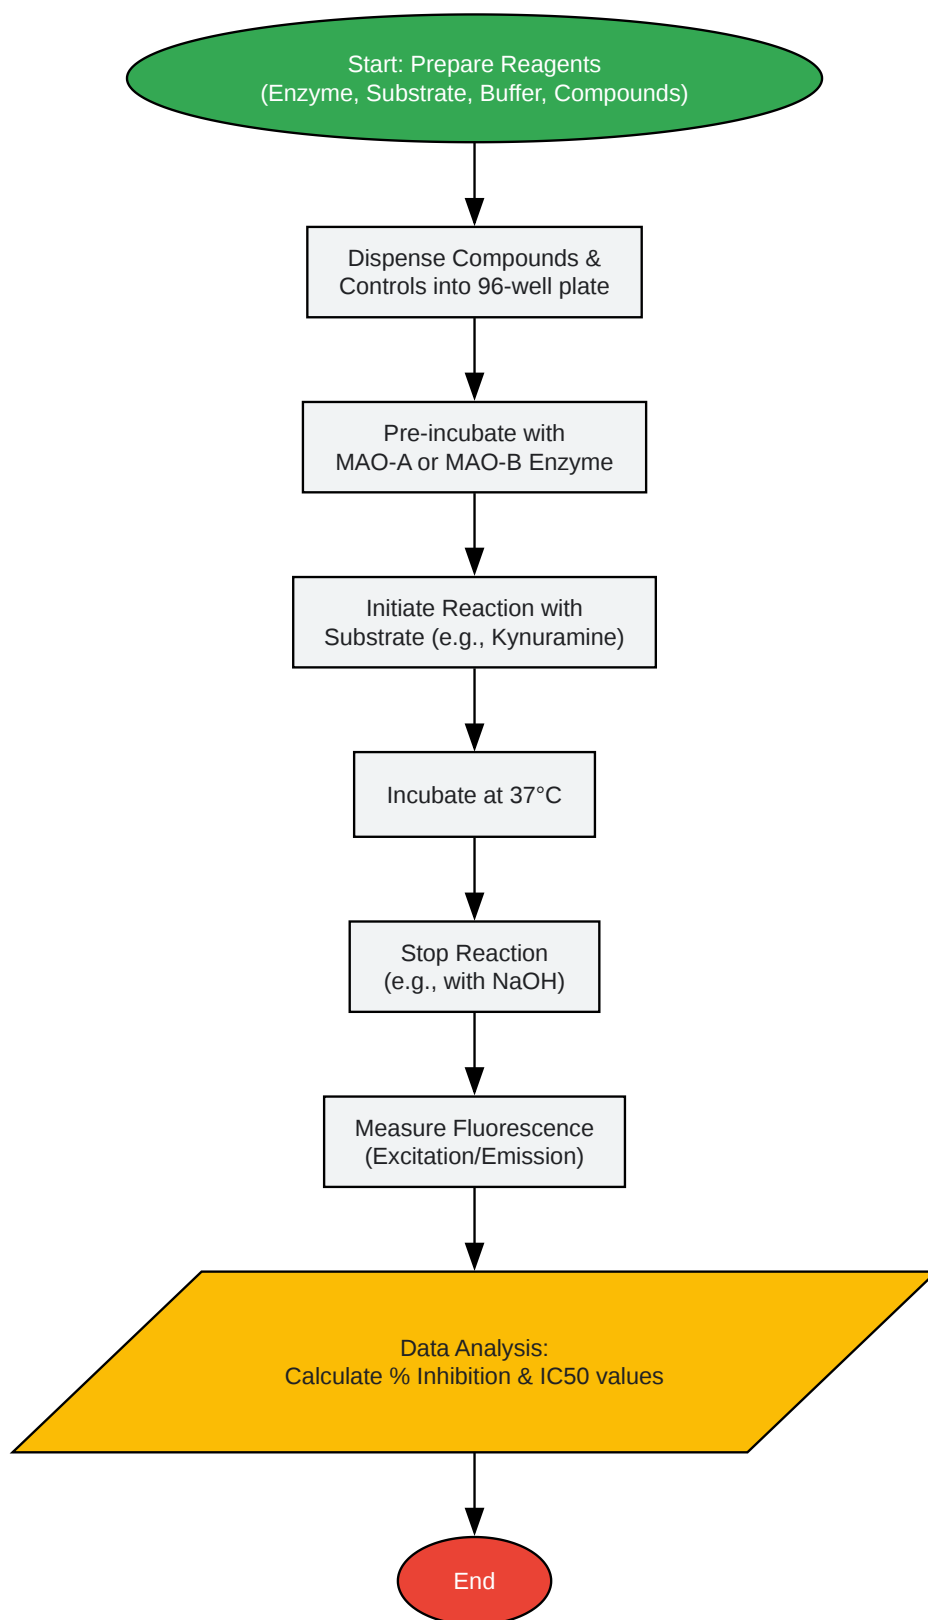 Start: Prepare Reagents
(Enzyme, Substrate, Buffer, Compounds)
Dispense Compounds &
Controls into 96-well plate
Pre-incubate with
MAO-A or MAO-B Enzyme
Initiate Reaction with
Substrate (e.g., Kynuramine)
Incubate at 37°C
Stop Reaction
(e.g., with NaOH)
Measure Fluorescence
(Excitation/Emission)
Data Analysis:
Calculate % Inhibition & IC50 values
End